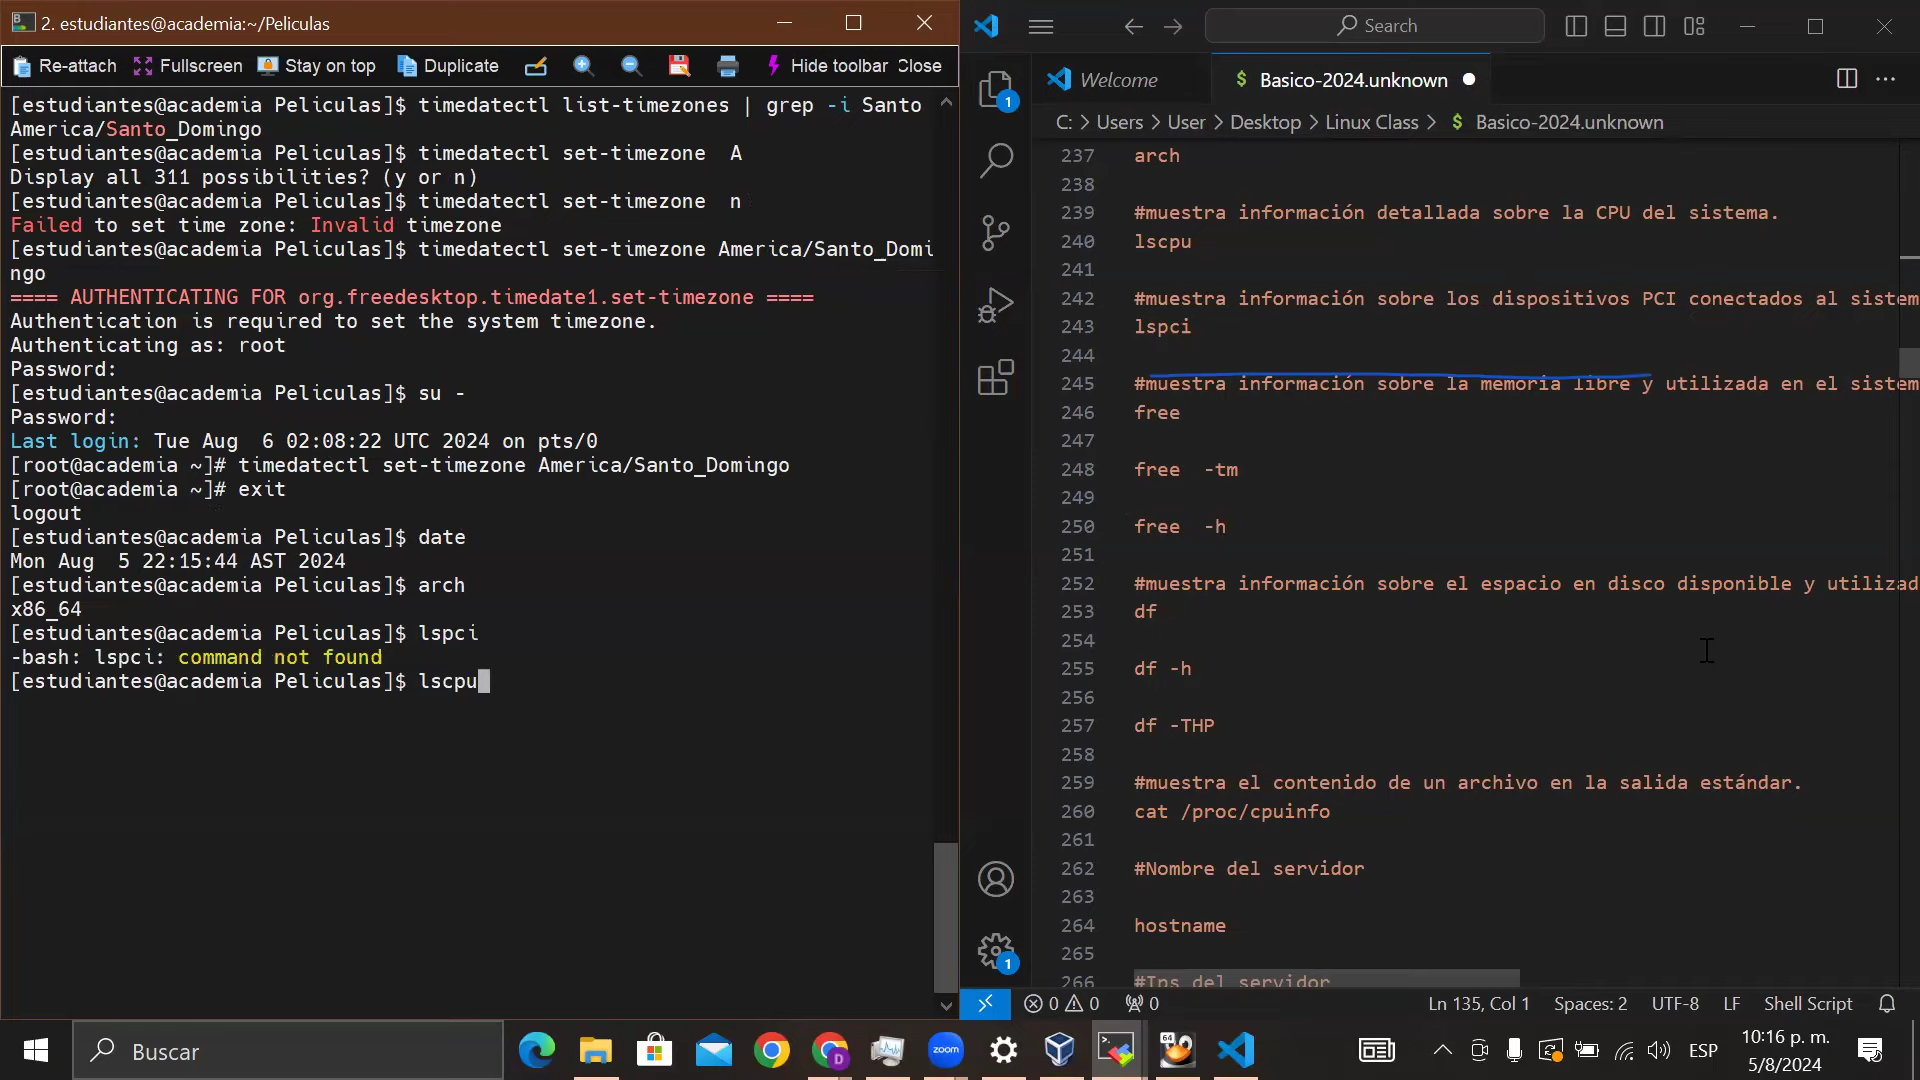 2. estudiantes@academia:~/Peliculas
Re-attach Fullscreen Stay on top Duplicate Hide toolbar Close
[estudiantes@academia Peliculas]$ timedatectl list-timezones | grep -i Santo
America/Santo_Domingo
[estudiantes@academia Peliculas]$ timedatectl set-timezone  A
Display all 311 possibilities? (y or n)
[estudiantes@academia Peliculas]$ timedatectl set-timezone  n
Failed to set time zone: Invalid timezone
[estudiantes@academia Peliculas]$ timedatectl set-timezone America/Santo_Domi
ngo
==== AUTHENTICATING FOR org.freedesktop.timedate1.set-timezone ====
Authentication is required to set the system timezone.
Authenticating as: root
Password:
[estudiantes@academia Peliculas]$ su -
Password:
Last login: Tue Aug  6 02:08:22 UTC 2024 on pts/0
[root@academia ~]# timedatectl set-timezone America/Santo_Domingo
[root@academia ~]# exit
logout
[estudiantes@academia Peliculas]$ date
Mon Aug  5 22:15:44 AST 2024
[estudiantes@academia Peliculas]$ arch
x86_64
[estudiantes@academia Peliculas]$ lspci
-bash: lspci: command not found
[estudiantes@academia Peliculas]$ lscpu
Search
Welcome
$ Basico-2024.unknown
C: > Users > User > Desktop > Linux Class > $ Basico-2024.unknown
237 arch
238
239 #muestra información detallada sobre la CPU del sistema.
240 lscpu
241
242 #muestra información sobre los dispositivos PCI conectados al sistem
243 lspci
244
245 #muestra información sobre la memoria libre y utilizada en el sistem
246 free
247
248 free  -tm
249
250 free  -h
251
252 #muestra información sobre el espacio en disco disponible y utilizad
253 df
254
255 df -h
256
257 df -THP
258
259 #muestra el contenido de un archivo en la salida estándar.
260 cat /proc/cpuinfo
261
262 #Nombre del servidor
263
264 hostname
265
266 #Ips del servidor
1
1
0 0 0
Ln 135, Col 1 Spaces: 2 UTF-8 LF Shell Script
Buscar
zoom
D
64
ESP
10:16 p. m.
5/8/2024